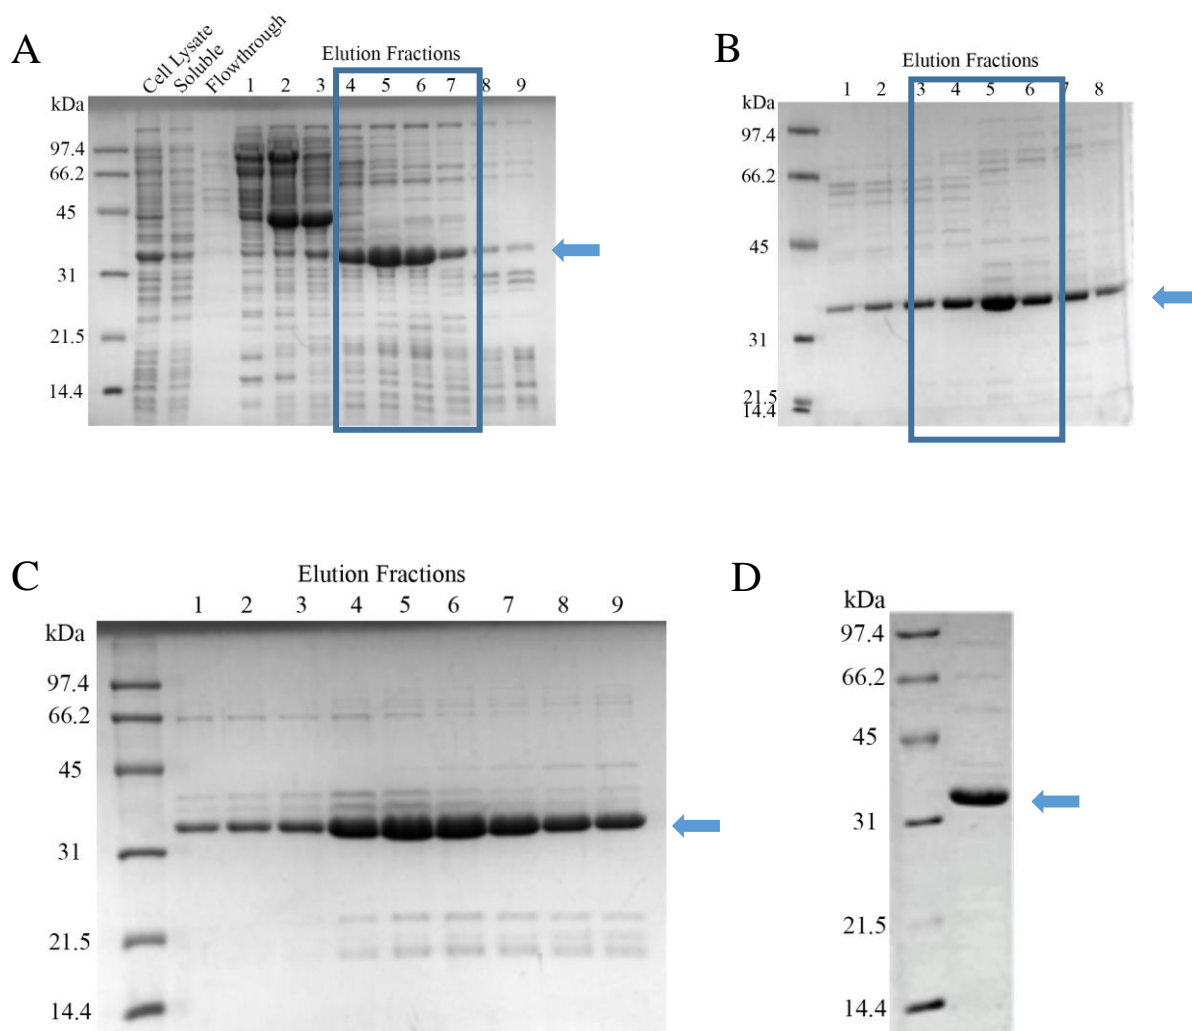 A
Cell Lysate
Soluble
Flowthrough
Elution Fractions
1 2 3 4 5 6 7 8 9
kDa
97.4
66.2
45
31
21.5
14.4
B
Elution Fractions
1 2 3 4 5 6 7 8
kDa
97.4
66.2
45
31
21.5
14.4
C
Elution Fractions
1 2 3 4 5 6 7 8 9
kDa
97.4
66.2
45
31
21.5
14.4
D
kDa
97.4
66.2
45
31
21.5
14.4